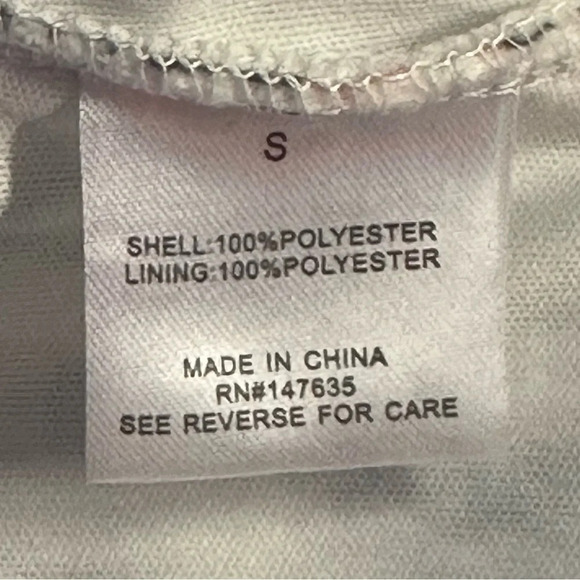 S
SHELL:100%POLYESTER
LINING:100%POLYESTER
MADE IN CHINA
RN#147635
SEE REVERSE FOR CARE